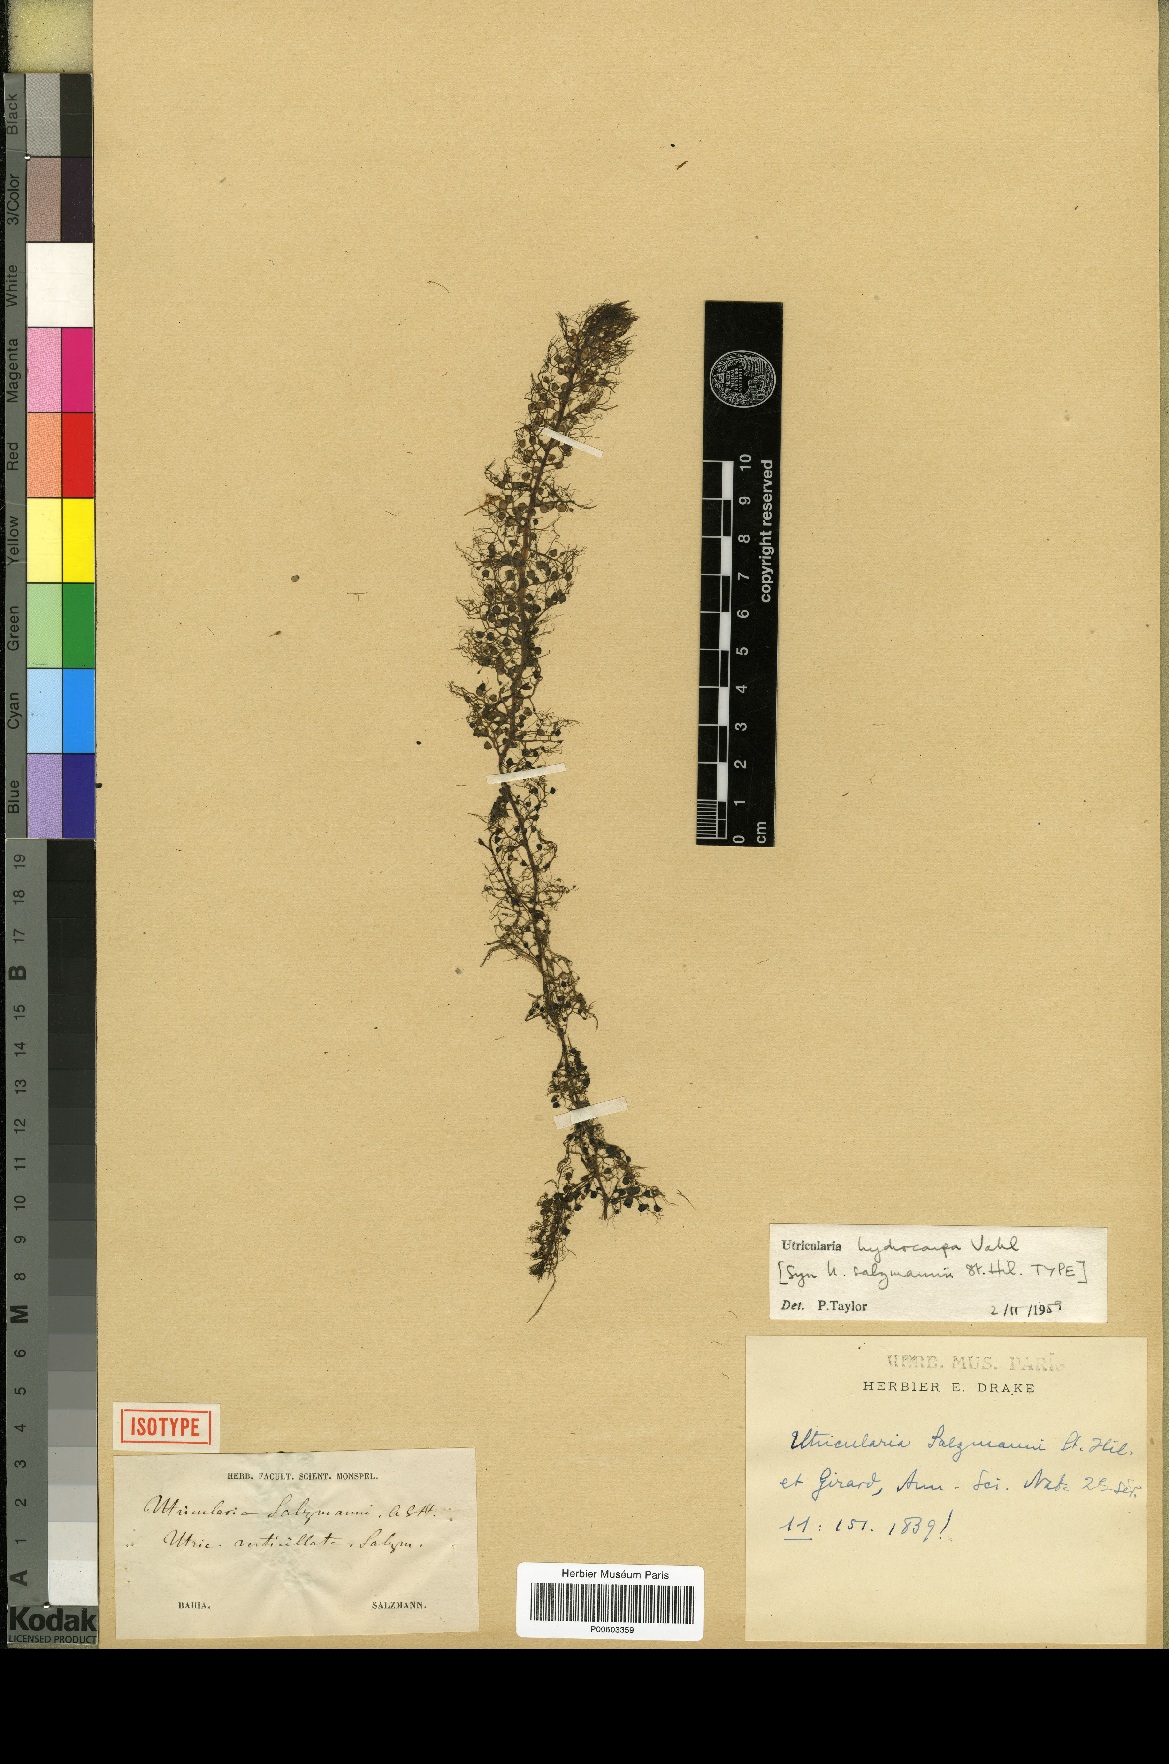 Black
3/Color
White
Magenta
Red
Yellow
Green
Cyan
Blue
19
18
17
B
15
14
13
12
11
10
9
8
M
6
5
4
3
2
1
A
Kodak
LICENSED PRODUCT
10
9
8
7
6
5
4
3
2
1
0
cm
copyright reserved
Utricularia hydrocarpa Vahl
[Syn U. salzmannii St. Hil. TYPE]
Det. P. Taylor 2/11/1959
HERB. MUS. PARIS
HERBIER E. DRAKE
Utricularia Salzmanni St. Hil.
et Girard, Ann. Sci. Nat. 2e Sér.
11 : 151. 1839!
ISOTYPE
HERB. FACULT. SCIENT. MONSPEL.
Utricularia Salzmanni. A St H.
Utric. verticillata. Salzm.
BAHIA. SALZMANN.
Herbier Muséum Paris
P00603359